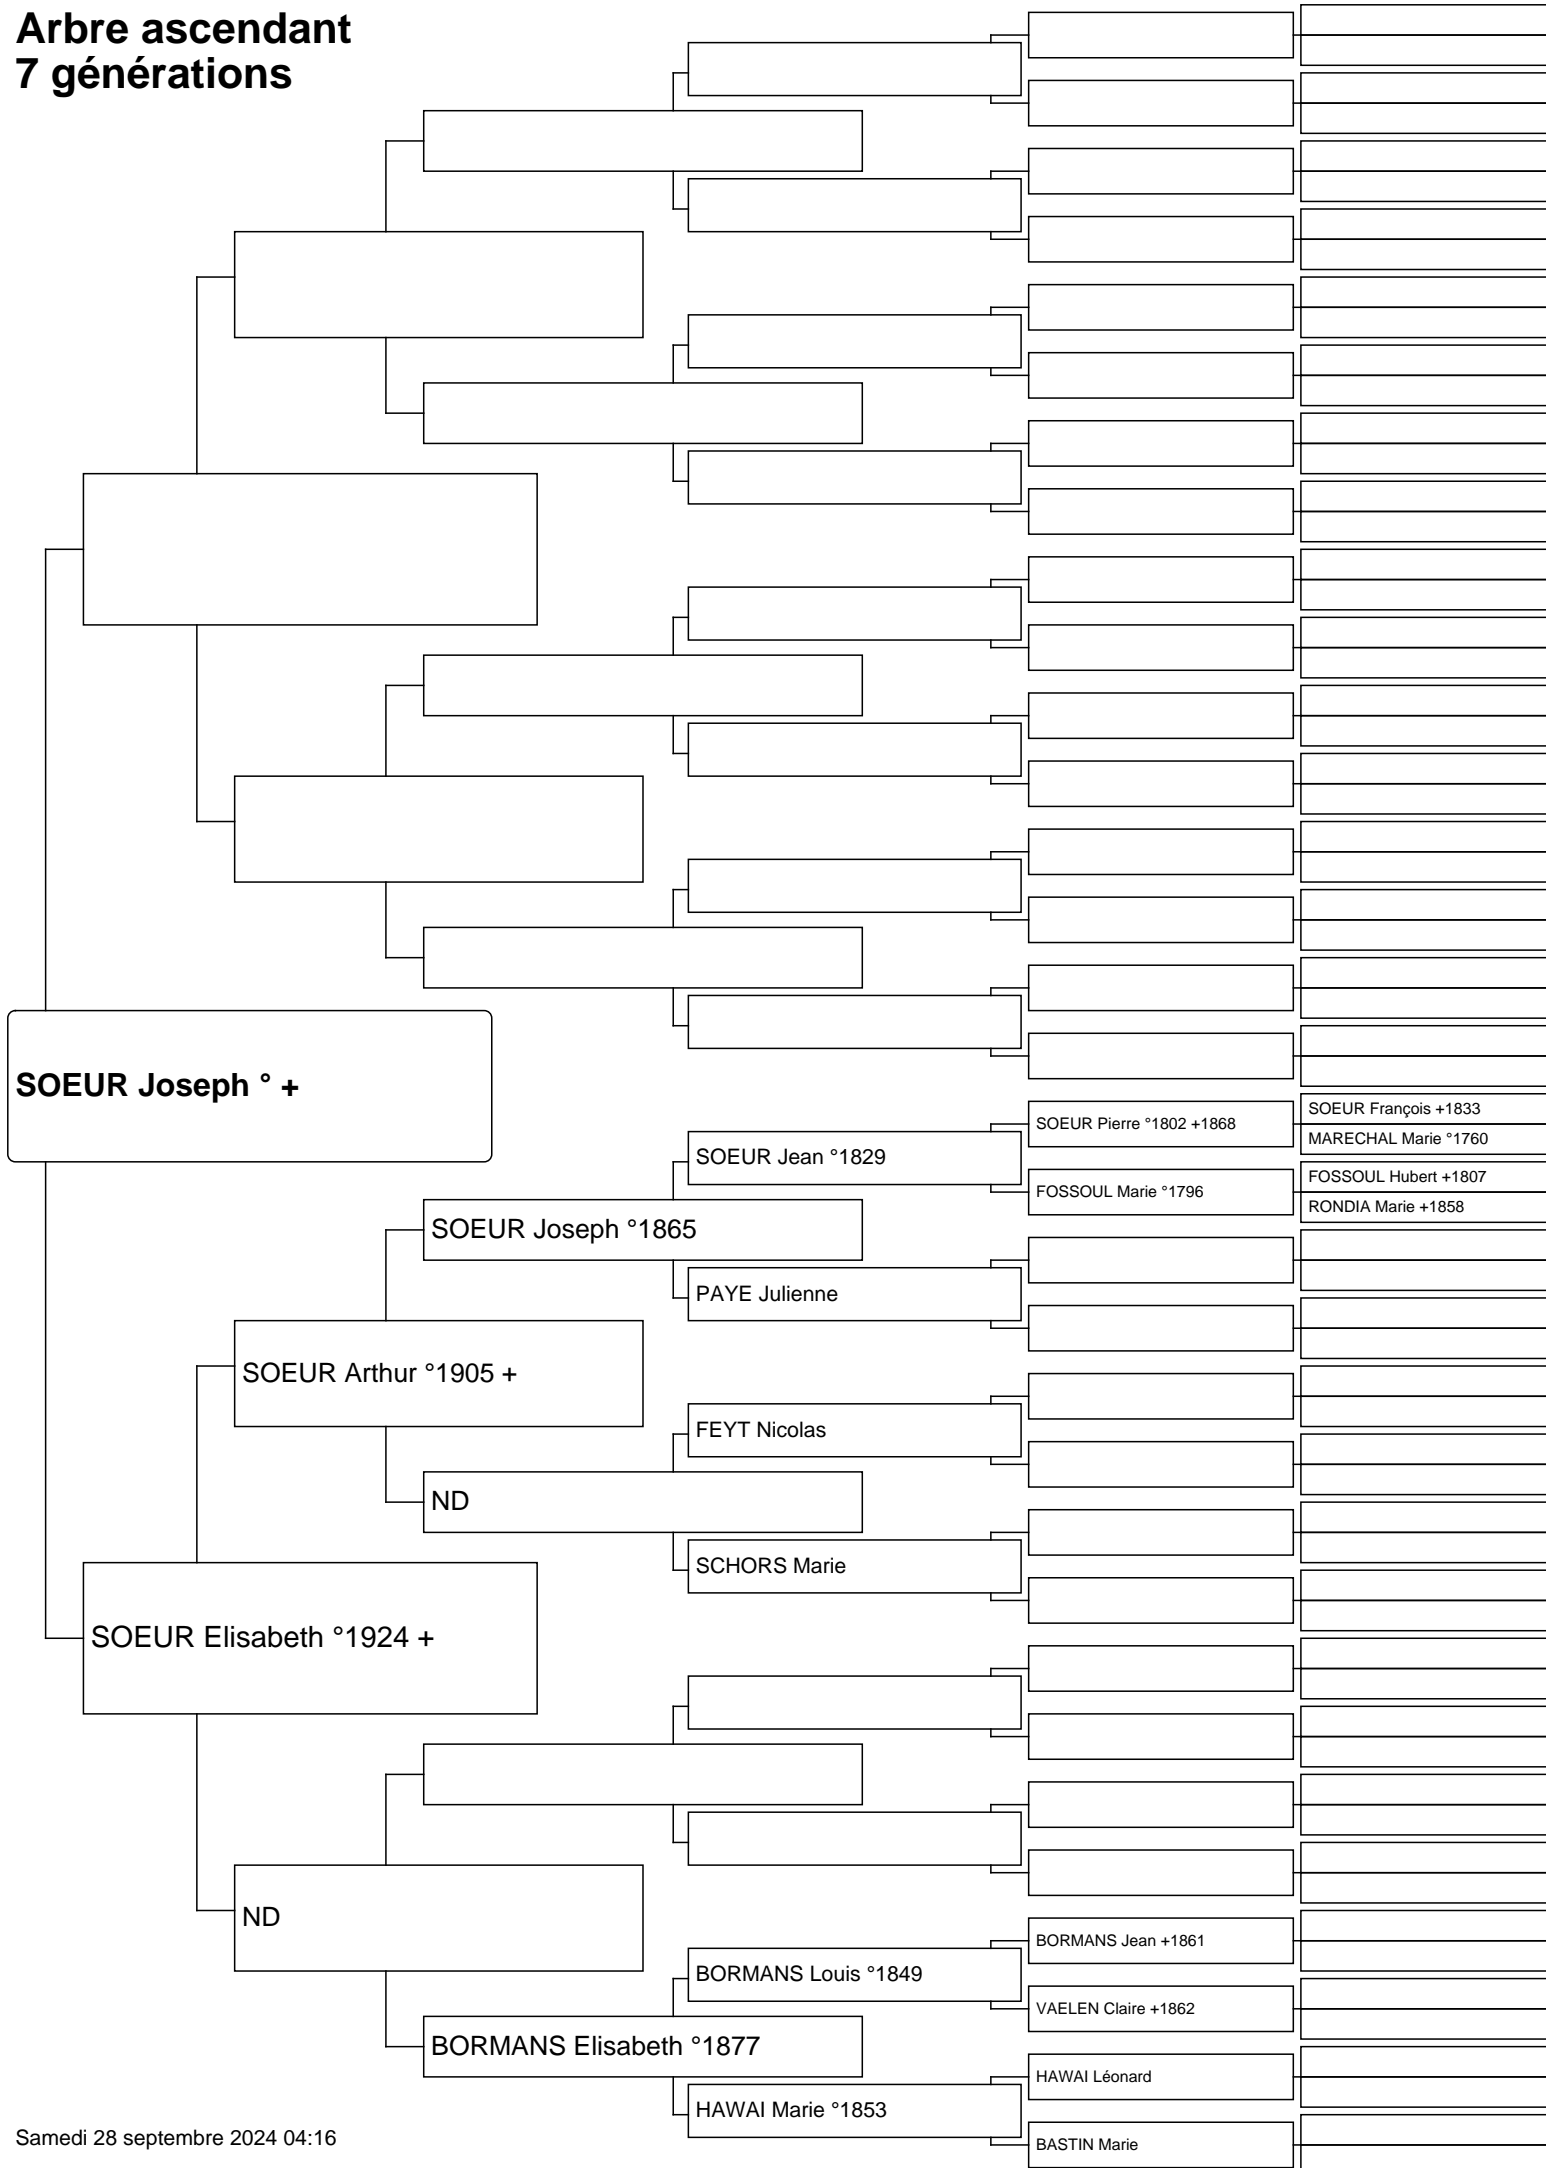 Arbre ascendant
7 générations
SOEUR Joseph ° +
SOEUR François +1833
SOEUR Pierre °1802 +1868
MARECHAL Marie °1760
SOEUR Jean °1829
FOSSOUL Hubert +1807
FOSSOUL Marie °1796
RONDIA Marie +1858
SOEUR Joseph °1865
PAYE Julienne
SOEUR Arthur °1905 +
FEYT Nicolas
ND
SCHORS Marie
SOEUR Elisabeth °1924 +
ND
BORMANS Jean +1861
BORMANS Louis °1849
VAELEN Claire +1862
BORMANS Elisabeth °1877
HAWAI Léonard
HAWAI Marie °1853
BASTIN Marie
Samedi 28 septembre 2024 04:16